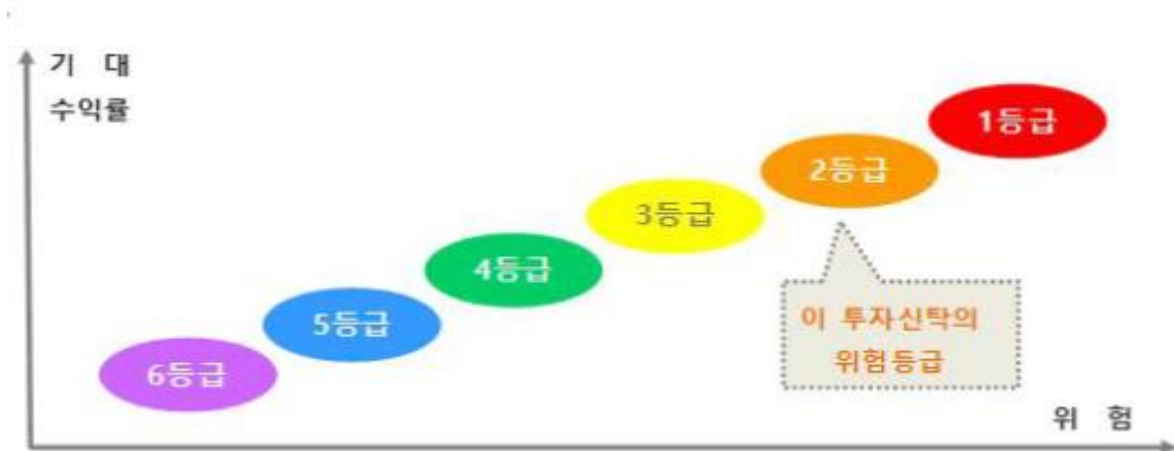 기 대
수익률
1등급
2등급
3등급
4등급
5등급
6등급
이 투자신탁의
위험등급
위 험